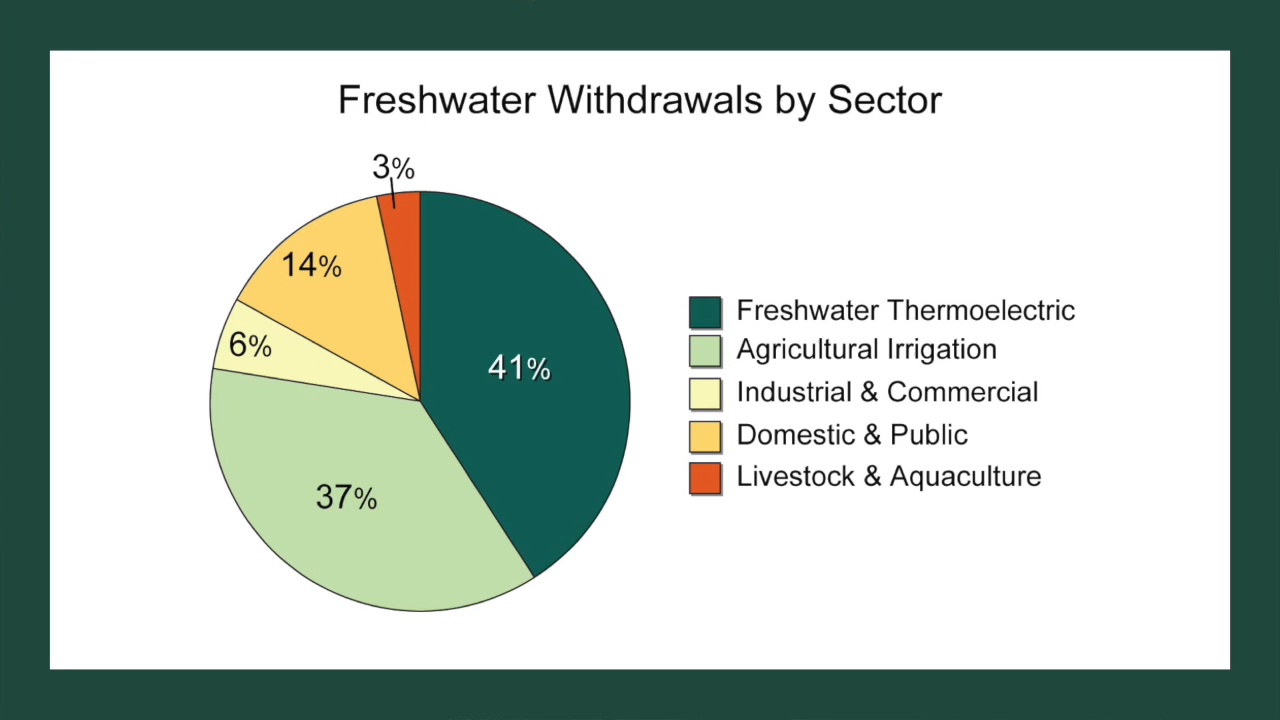 Freshwater Withdrawals by Sector
3%
14%
6%
41%
37%
Freshwater Thermoelectric
Agricultural Irrigation
Industrial & Commercial
Domestic & Public
Livestock & Aquaculture